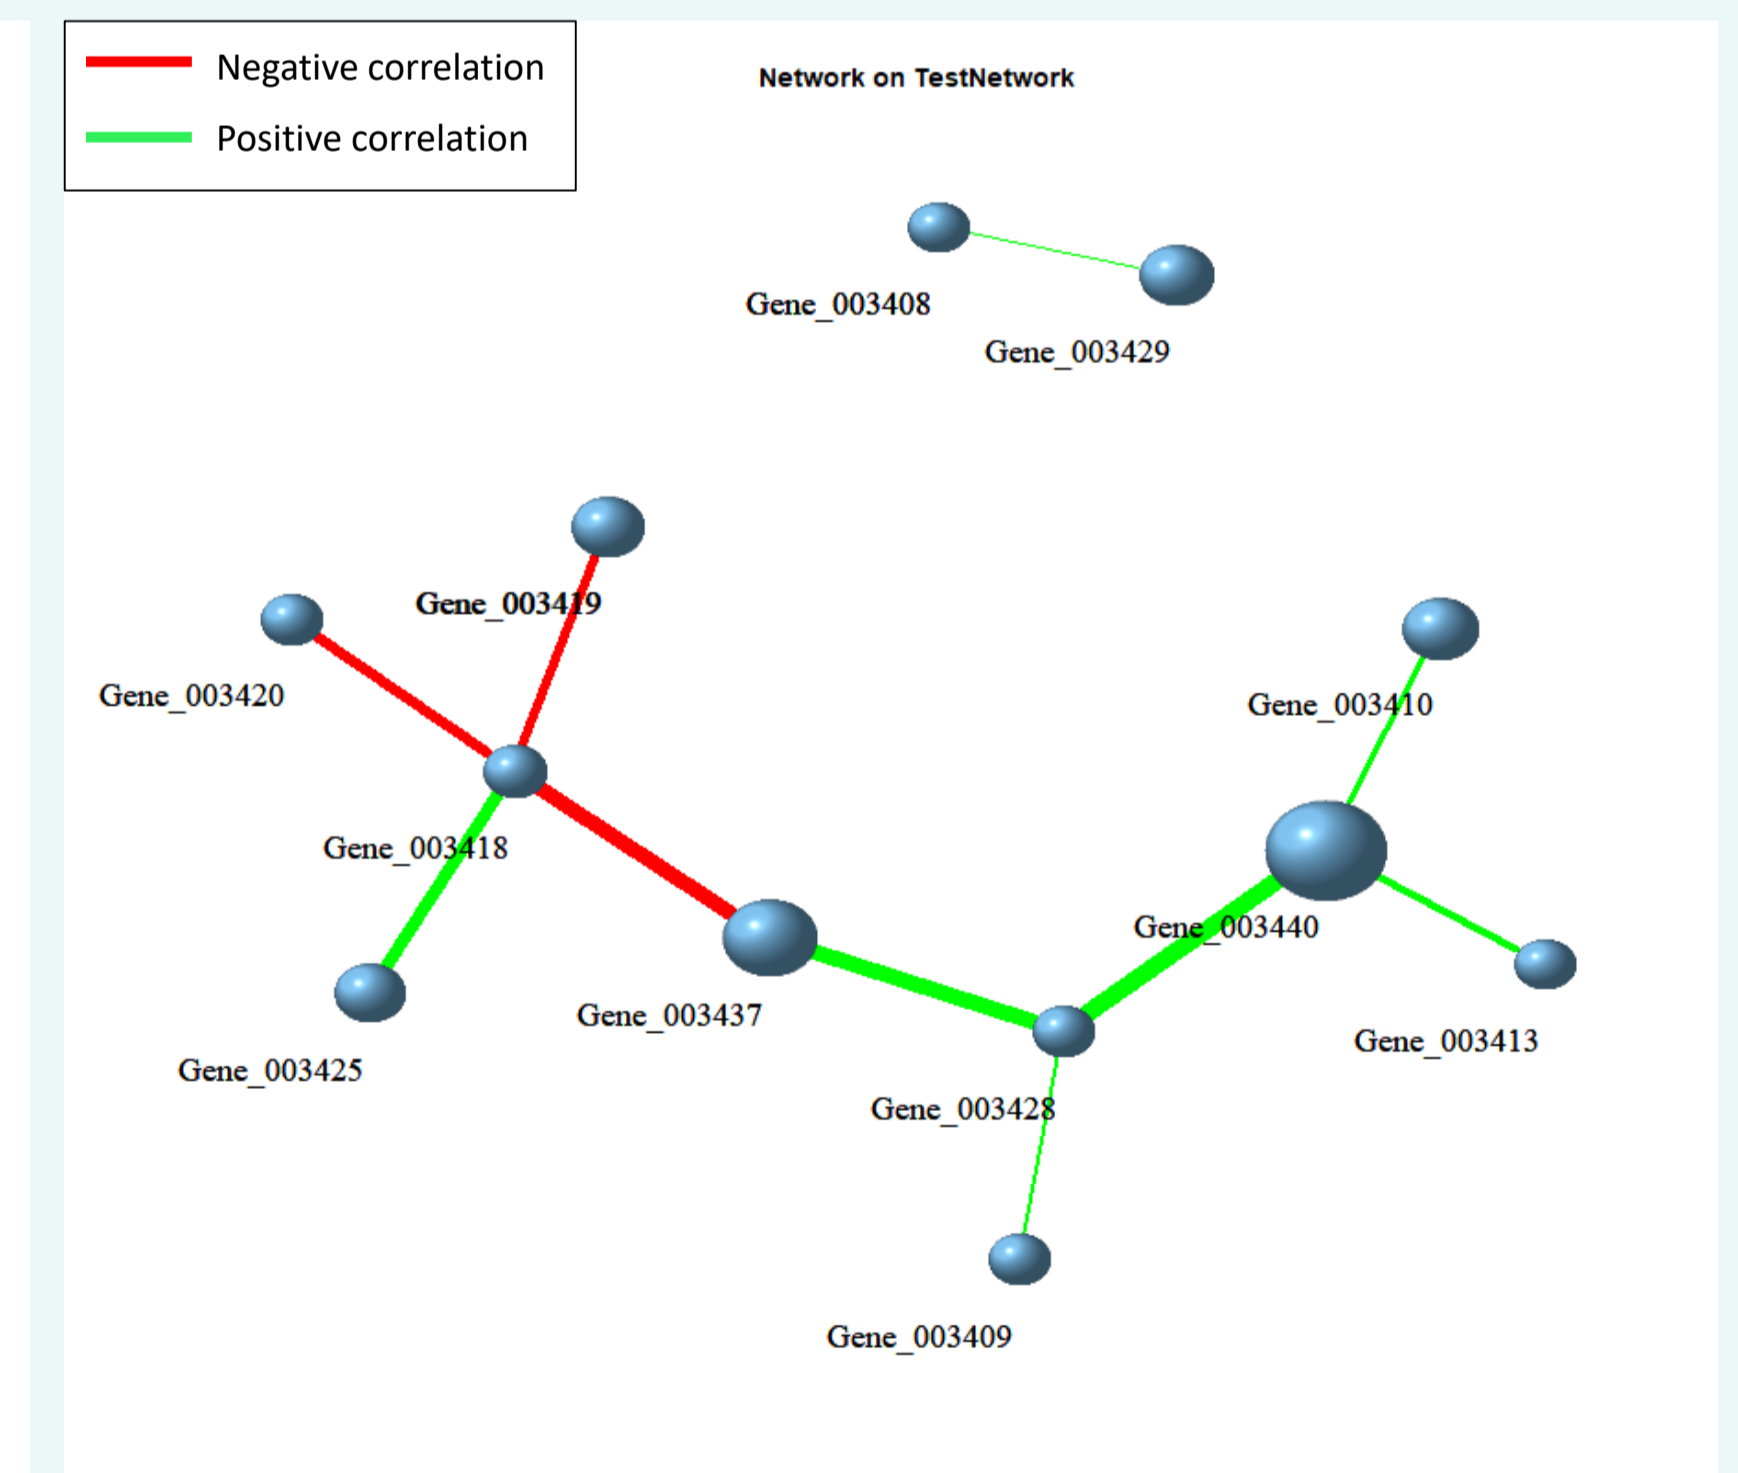 Negative correlation
Positive correlation
Network on TestNetwork
Gene_003408
Gene_003429
Gene_003419
Gene_003420
Gene_003410
Gene_003418
Gene_003440
Gene_003437
Gene_003413
Gene_003425
Gene_003428
Gene_003409